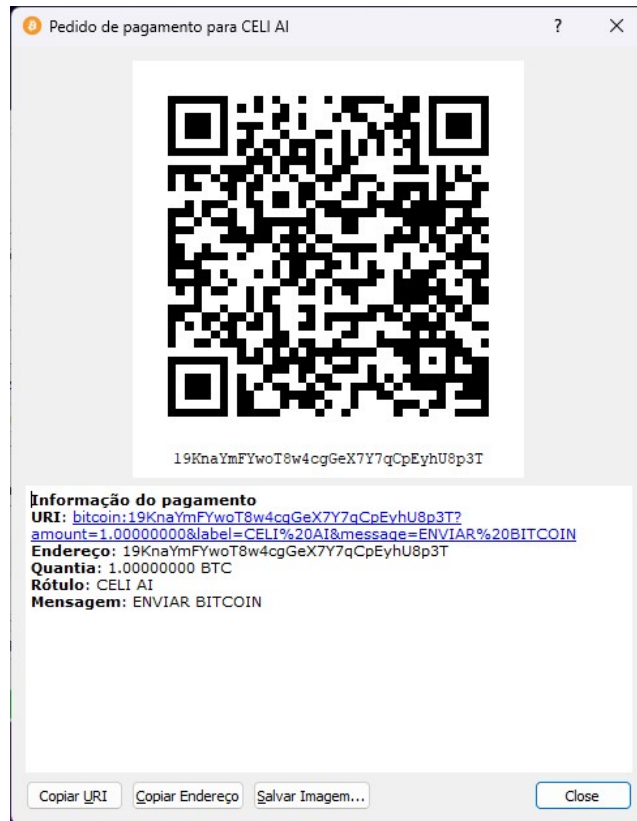 Pedido de pagamento para CELI AI
19KnaYmFYwoT8w4cgGeX7Y7qCpEyhU8p3T
Informação do pagamento
URI: bitcoin:19KnaYmFYwoT8w4cgGeX7Y7qCpEyhU8p3T?
amount=1.00000000&label=CELI%20AI&message=ENVIAR%20BITCOIN
Endereço: 19KnaYmFYwoT8w4cgGeX7Y7qCpEyhU8p3T
Quantia: 1.00000000 BTC
Rótulo: CELI AI
Mensagem: ENVIAR BITCOIN
Copiar URI Copiar Endereço Salvar Imagem... Close